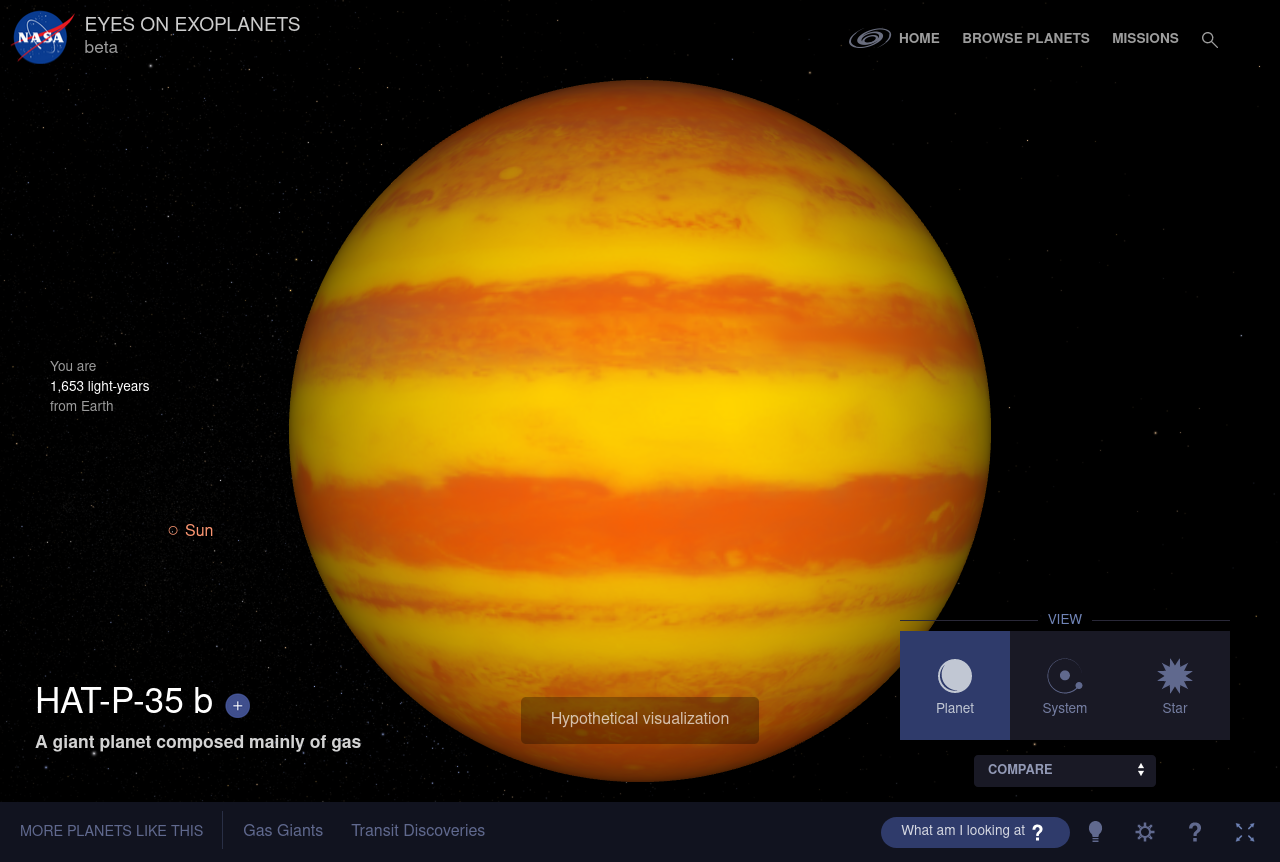 NASA
EYES ON EXOPLANETS
beta
HOME
BROWSE PLANETS
MISSIONS
You are
1,653 light-years
from Earth
Sun
HAT-P-35 b +
A giant planet composed mainly of gas
Hypothetical visualization
VIEW
Planet
System
Star
COMPARE
MORE PLANETS LIKE THIS
Gas Giants
Transit Discoveries
What am I looking at ?
?